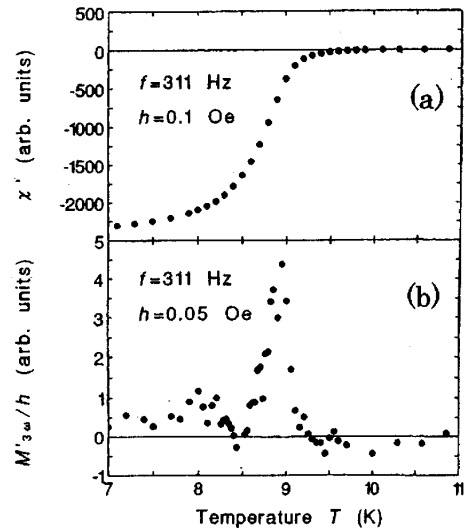 500
0
-500
-1000
-1500
-2000
χ' (arb. units)
f=311 Hz
h=0.1 Oe
(a)
5
4
3
2
1
0
-1
M'3ω/h (arb. units)
f=311 Hz
h=0.05 Oe
(b)
7 8 9 10 11
Temperature T (K)